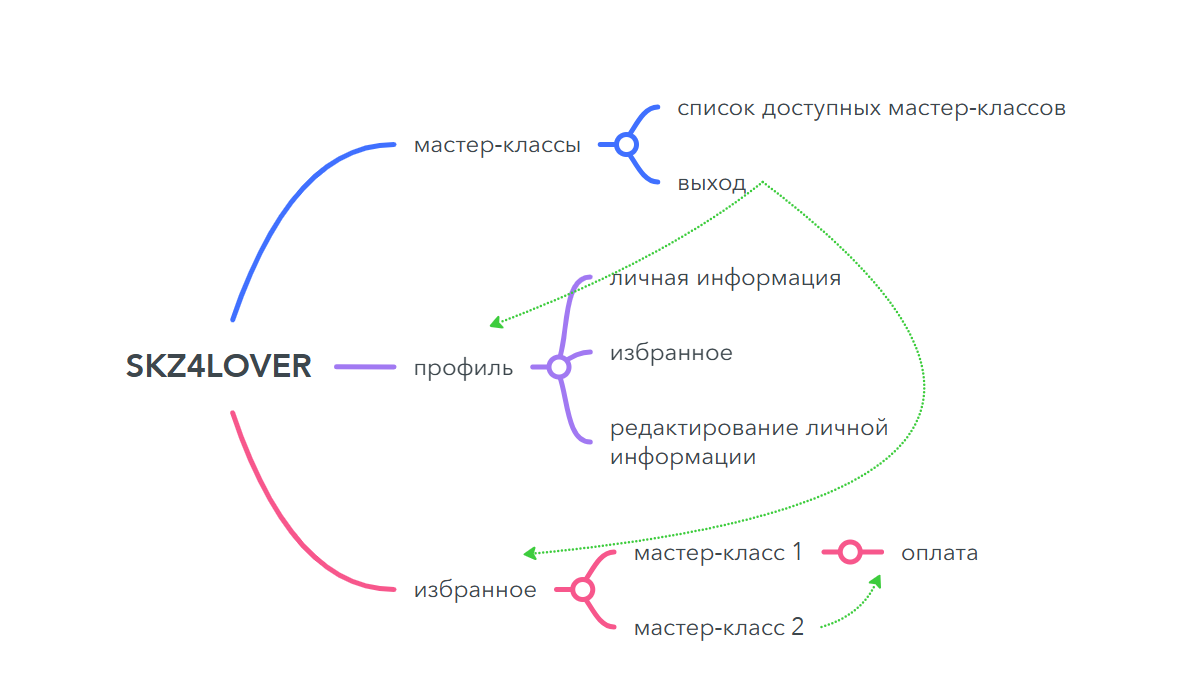 список доступных мастер-классов
мастер-классы
выход
личная информация
SKZ4LOVER
профиль
избранное
редактирование личной
информации
мастер-класс 1
оплата
избранное
мастер-класс 2